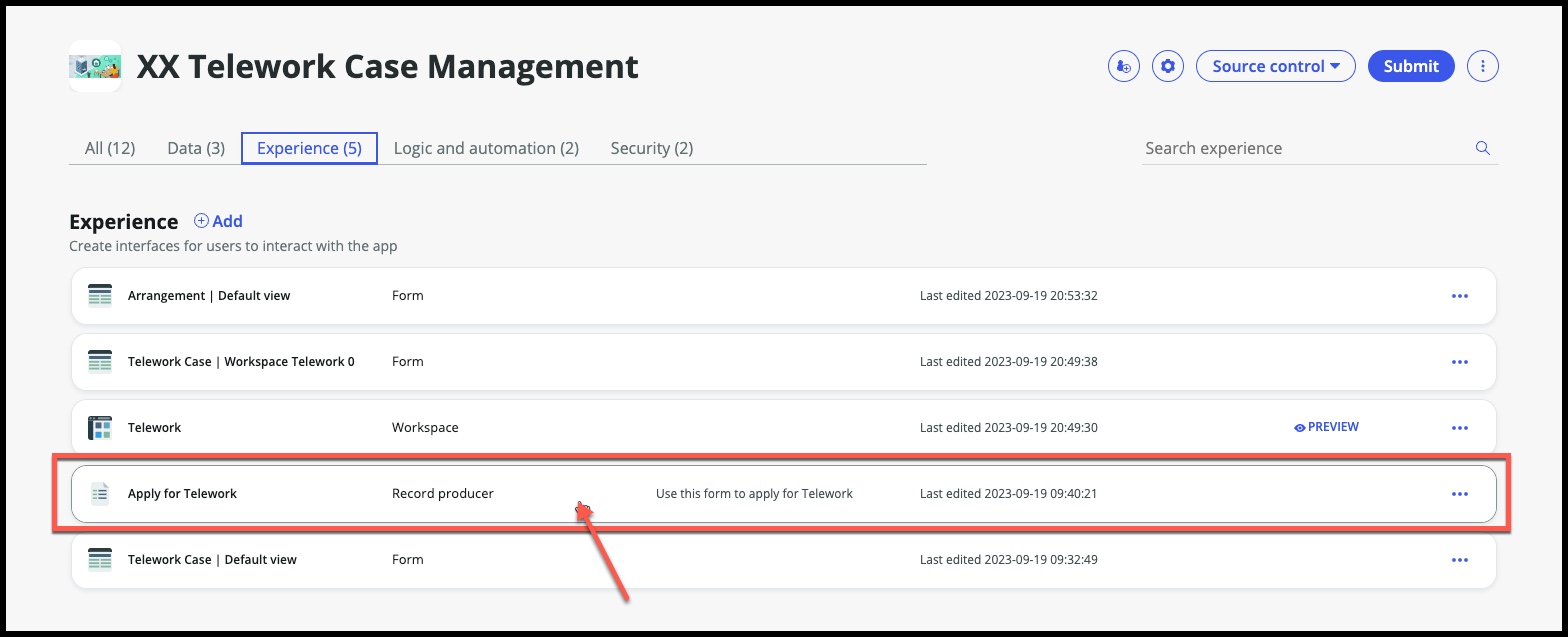 XX Telework Case Management
Source control
Submit
All (12) Data (3) Experience (5) Logic and automation (2) Security (2)
Search experience
Experience Add
Create interfaces for users to interact with the app
Arrangement | Default view Form Last edited 2023-09-19 20:53:32
Telework Case | Workspace Telework 0 Form Last edited 2023-09-19 20:49:38
Telework Workspace Last edited 2023-09-19 20:49:30 PREVIEW
Apply for Telework Record producer Use this form to apply for Telework Last edited 2023-09-19 09:40:21
Telework Case | Default view Form Last edited 2023-09-19 09:32:49